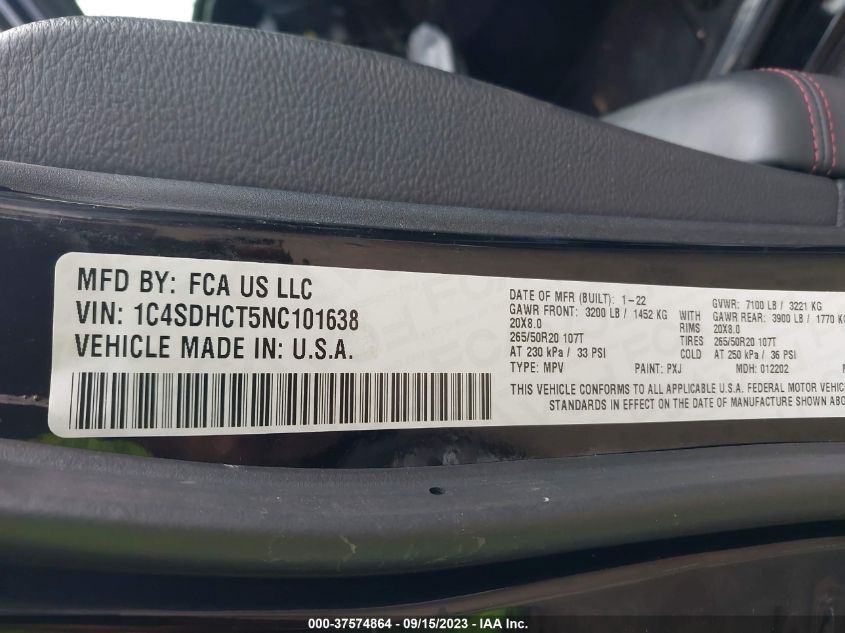 MFD BY: FCA US LLC
VIN: 1C4SDHCT5NC101638
VEHICLE MADE IN: U.S.A.
DATE OF MFR (BUILT): 1-22 GVWR: 7100 LB / 3221 KG
GAWR FRONT: 3200 LB / 1452 KG WITH GAWR REAR: 3900 LB / 1770 KG
20X8.0 RIMS 20X8.0
265/50R20 107T TIRES 265/50R20 107T
AT 230 kPa / 33 PSI COLD AT 250 kPa / 36 PSI
TYPE: MPV PAINT: PXJ MDH: 012202
THIS VEHICLE CONFORMS TO ALL APPLICABLE U.S.A. FEDERAL MOTOR
STANDARDS IN EFFECT ON THE DATE OF MANUFACTURE SHOWN
000-37574864 - 09/15/2023 - IAA Inc.